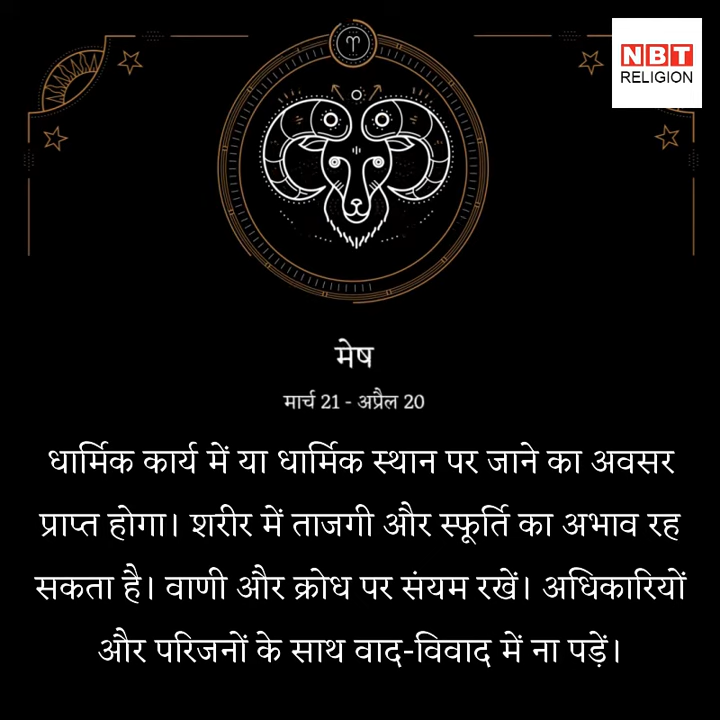 NBT
RELIGION
मेष
मार्च 21 - अप्रैल 20
धार्मिक कार्य में या धार्मिक स्थान पर जाने का अवसर
प्राप्त होगा। शरीर में ताजगी और स्फूर्ति का अभाव रह
सकता है। वाणी और क्रोध पर संयम रखें। अधिकारियों
और परिजनों के साथ वाद-विवाद में ना पड़ें।